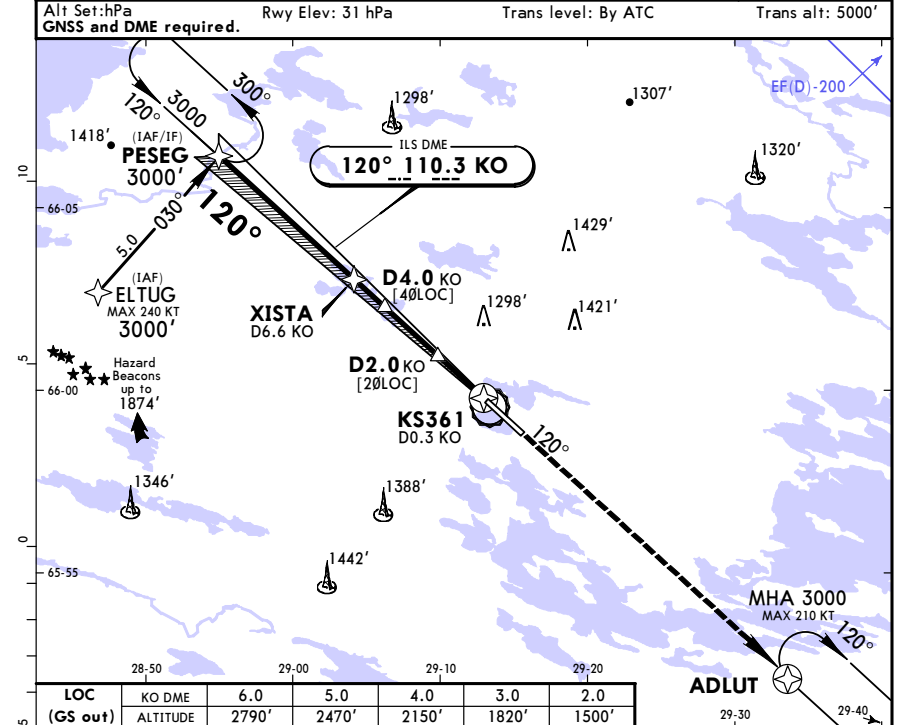 Alt Set:hPa Rwy Elev: 31 hPa Trans level: By ATC Trans alt: 5000’
GNSS and DME required.
EF(D)-200
300°
3000
120°
1298’
1307’
1418’
(IAF/IF)
PESEG
3000’
ILS DME
120° 110.3 KO
1320’
10
66-05
120°
5.0
030°
1429’
(IAF)
ELTUG
MAX 240 KT
3000’
D4.0 KO
[4ØLOC]
1298’
1421’
XISTA
D6.6 KO
5
66-00
Hazard
Beacons
up to
1874’
D2.0 KO
[2ØLOC]
KS361
D0.3 KO
120°
1346’
1388’
0
1442’
65-55
MHA 3000
MAX 210 KT
120°
28-50 29-00 29-10 29-20
ADLUT
29-30 29-40
5
LOC KO DME 6.0 5.0 4.0 3.0 2.0
(GS out) ALTITUDE 2790’ 2470’ 2150’ 1820’ 1500’